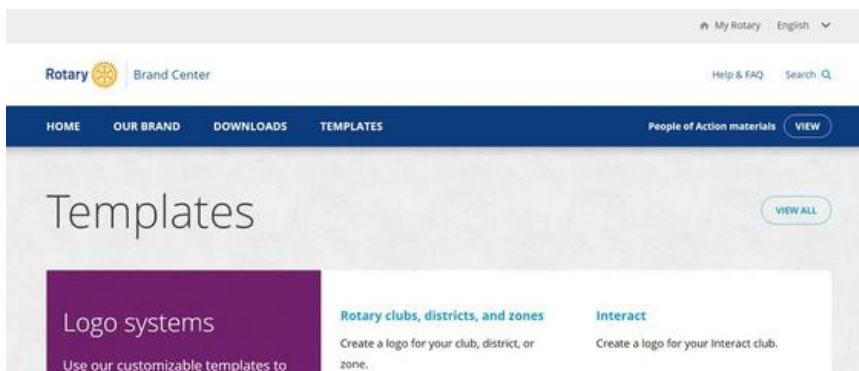 My Rotary English
Rotary Brand Center Help & FAQ Search
HOME OUR BRAND DOWNLOADS TEMPLATES People of Action materials VIEW
Templates VIEW ALL
Logo systems
Use our customizable templates to
Rotary clubs, districts, and zones
Create a logo for your club, district, or
zone.
Interact
Create a logo for your Interact club.